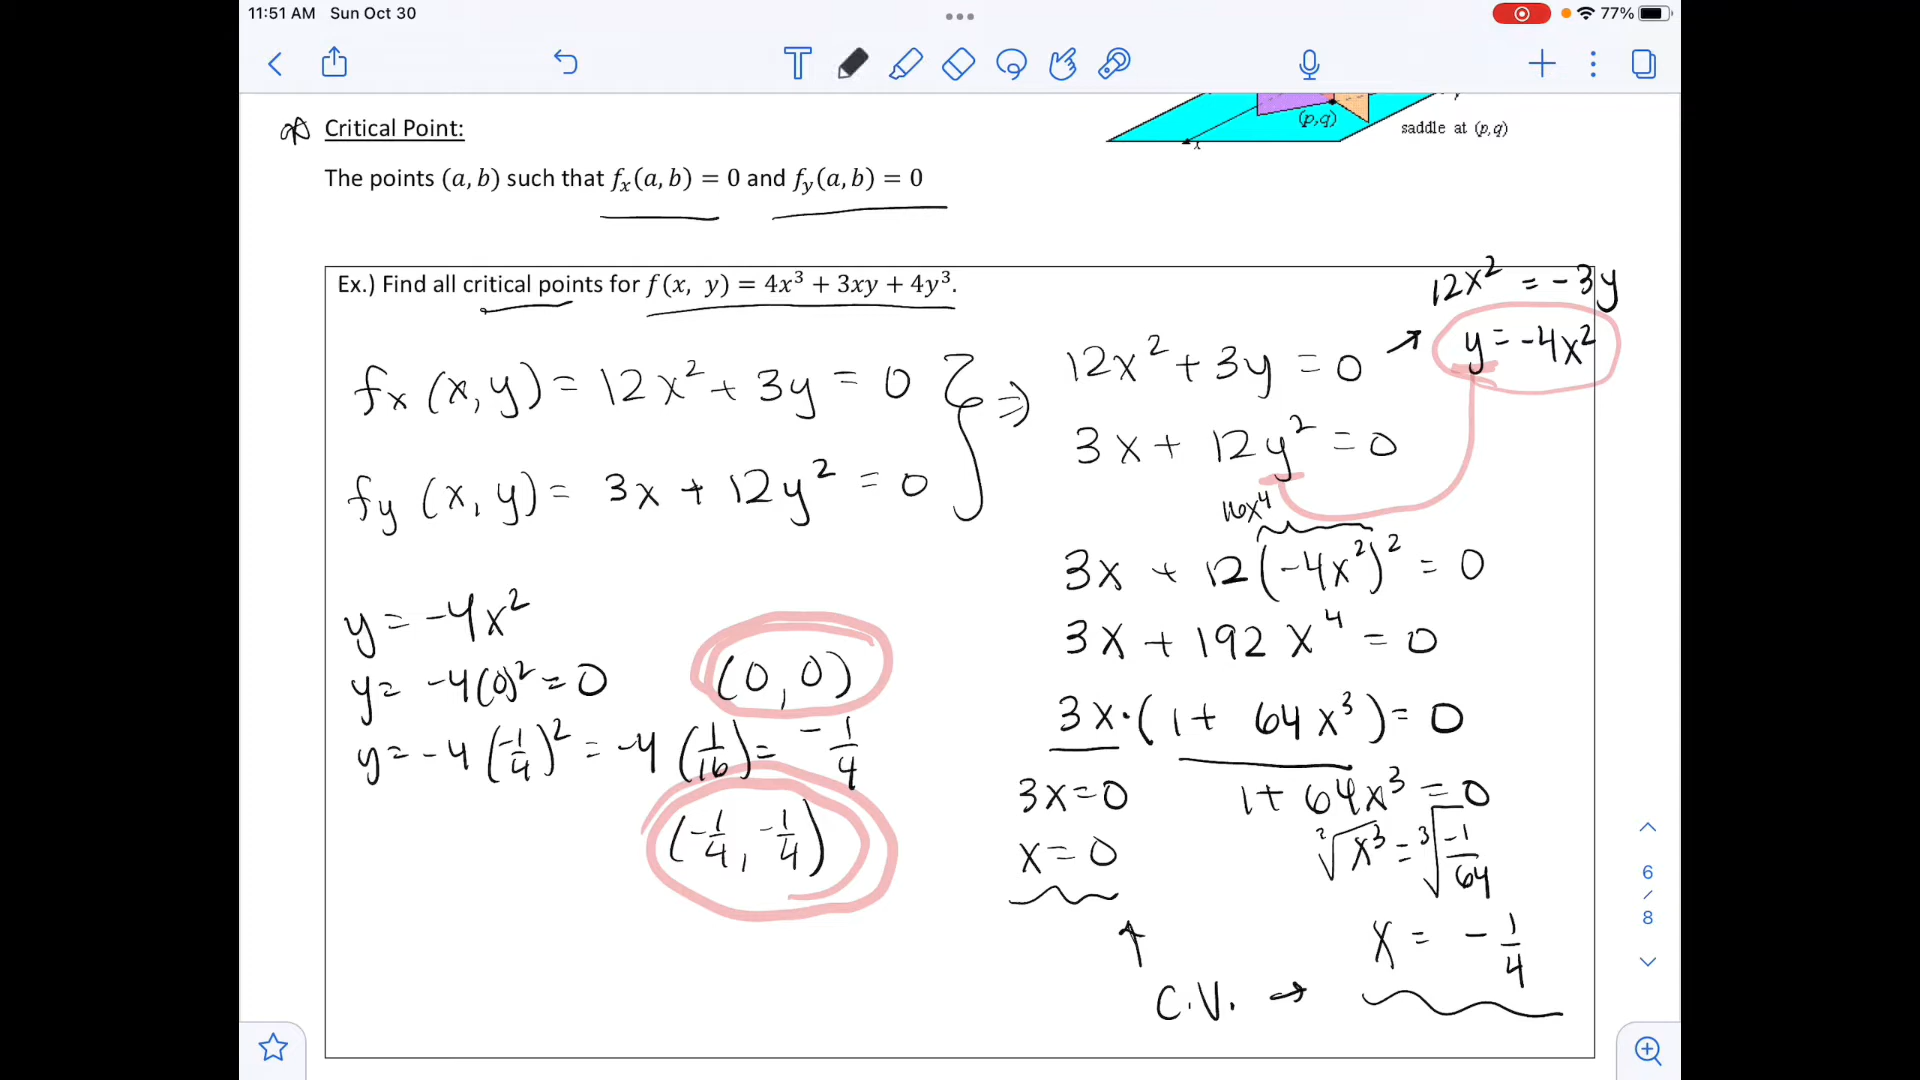 11:51 AM Sun Oct 30
77%
(p,q)
x
saddle at (p,q)
Critical Point:
The points (a, b) such that fₓ(a, b) = 0 and f_y(a, b) = 0
Ex.) Find all critical points for f(x, y) = 4x³ + 3xy + 4y³.
12x² = -3y
y = -4x²
fₓ (x,y) = 12x² + 3y = 0
f_y (x,y) = 3x + 12y² = 0
⇒
12x² + 3y = 0
3x + 12y² = 0
16x⁴
3x + 12(-4x²)² = 0
3x + 192x⁴ = 0
3x·(1 + 64x³) = 0
3x=0
x=0
1 + 64x³ = 0
∛x³ = ∛-1/64
x = -1/4
C.V. →
y = -4x²
y = -4(0)² = 0
(0,0)
y = -4(-1/4)² = -4(1/16) = -1/4
(-1/4, -1/4)
6
/
8